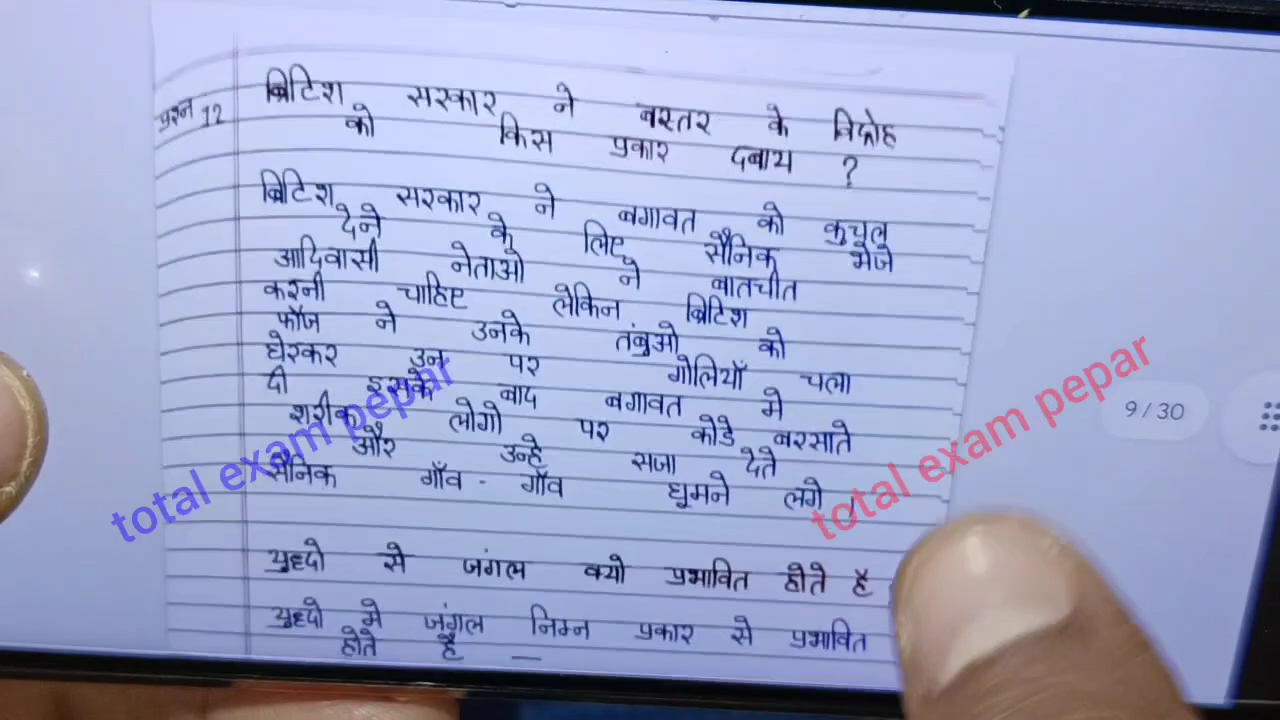 प्रश्न 12
ब्रिटिश सरकार ने बस्तर के विद्रोह
को किस प्रकार दबाय ?
ब्रिटिश सरकार ने बगावत को कुचल
देने के लिए सैनिक भेजे
आदिवासी नेताओ ने बातचीत
करनी चाहिए लेकिन ब्रिटिश
फौज ने उनके तंबुओ को
घेरकर उन पर गोलियाँ चला
दी इसके बाद बगावत मे
शरीक लोगो पर कोडे बरसाते
और उन्हे सजा देते
सैनिक गाँव - गाँव घूमने लगे
युद्दो से जंगल क्यो प्रभावित होते है
युद्दो मे जंगल निम्न प्रकार से प्रभावित
होते है —
9 / 30
total exam pepar
total exam pepar